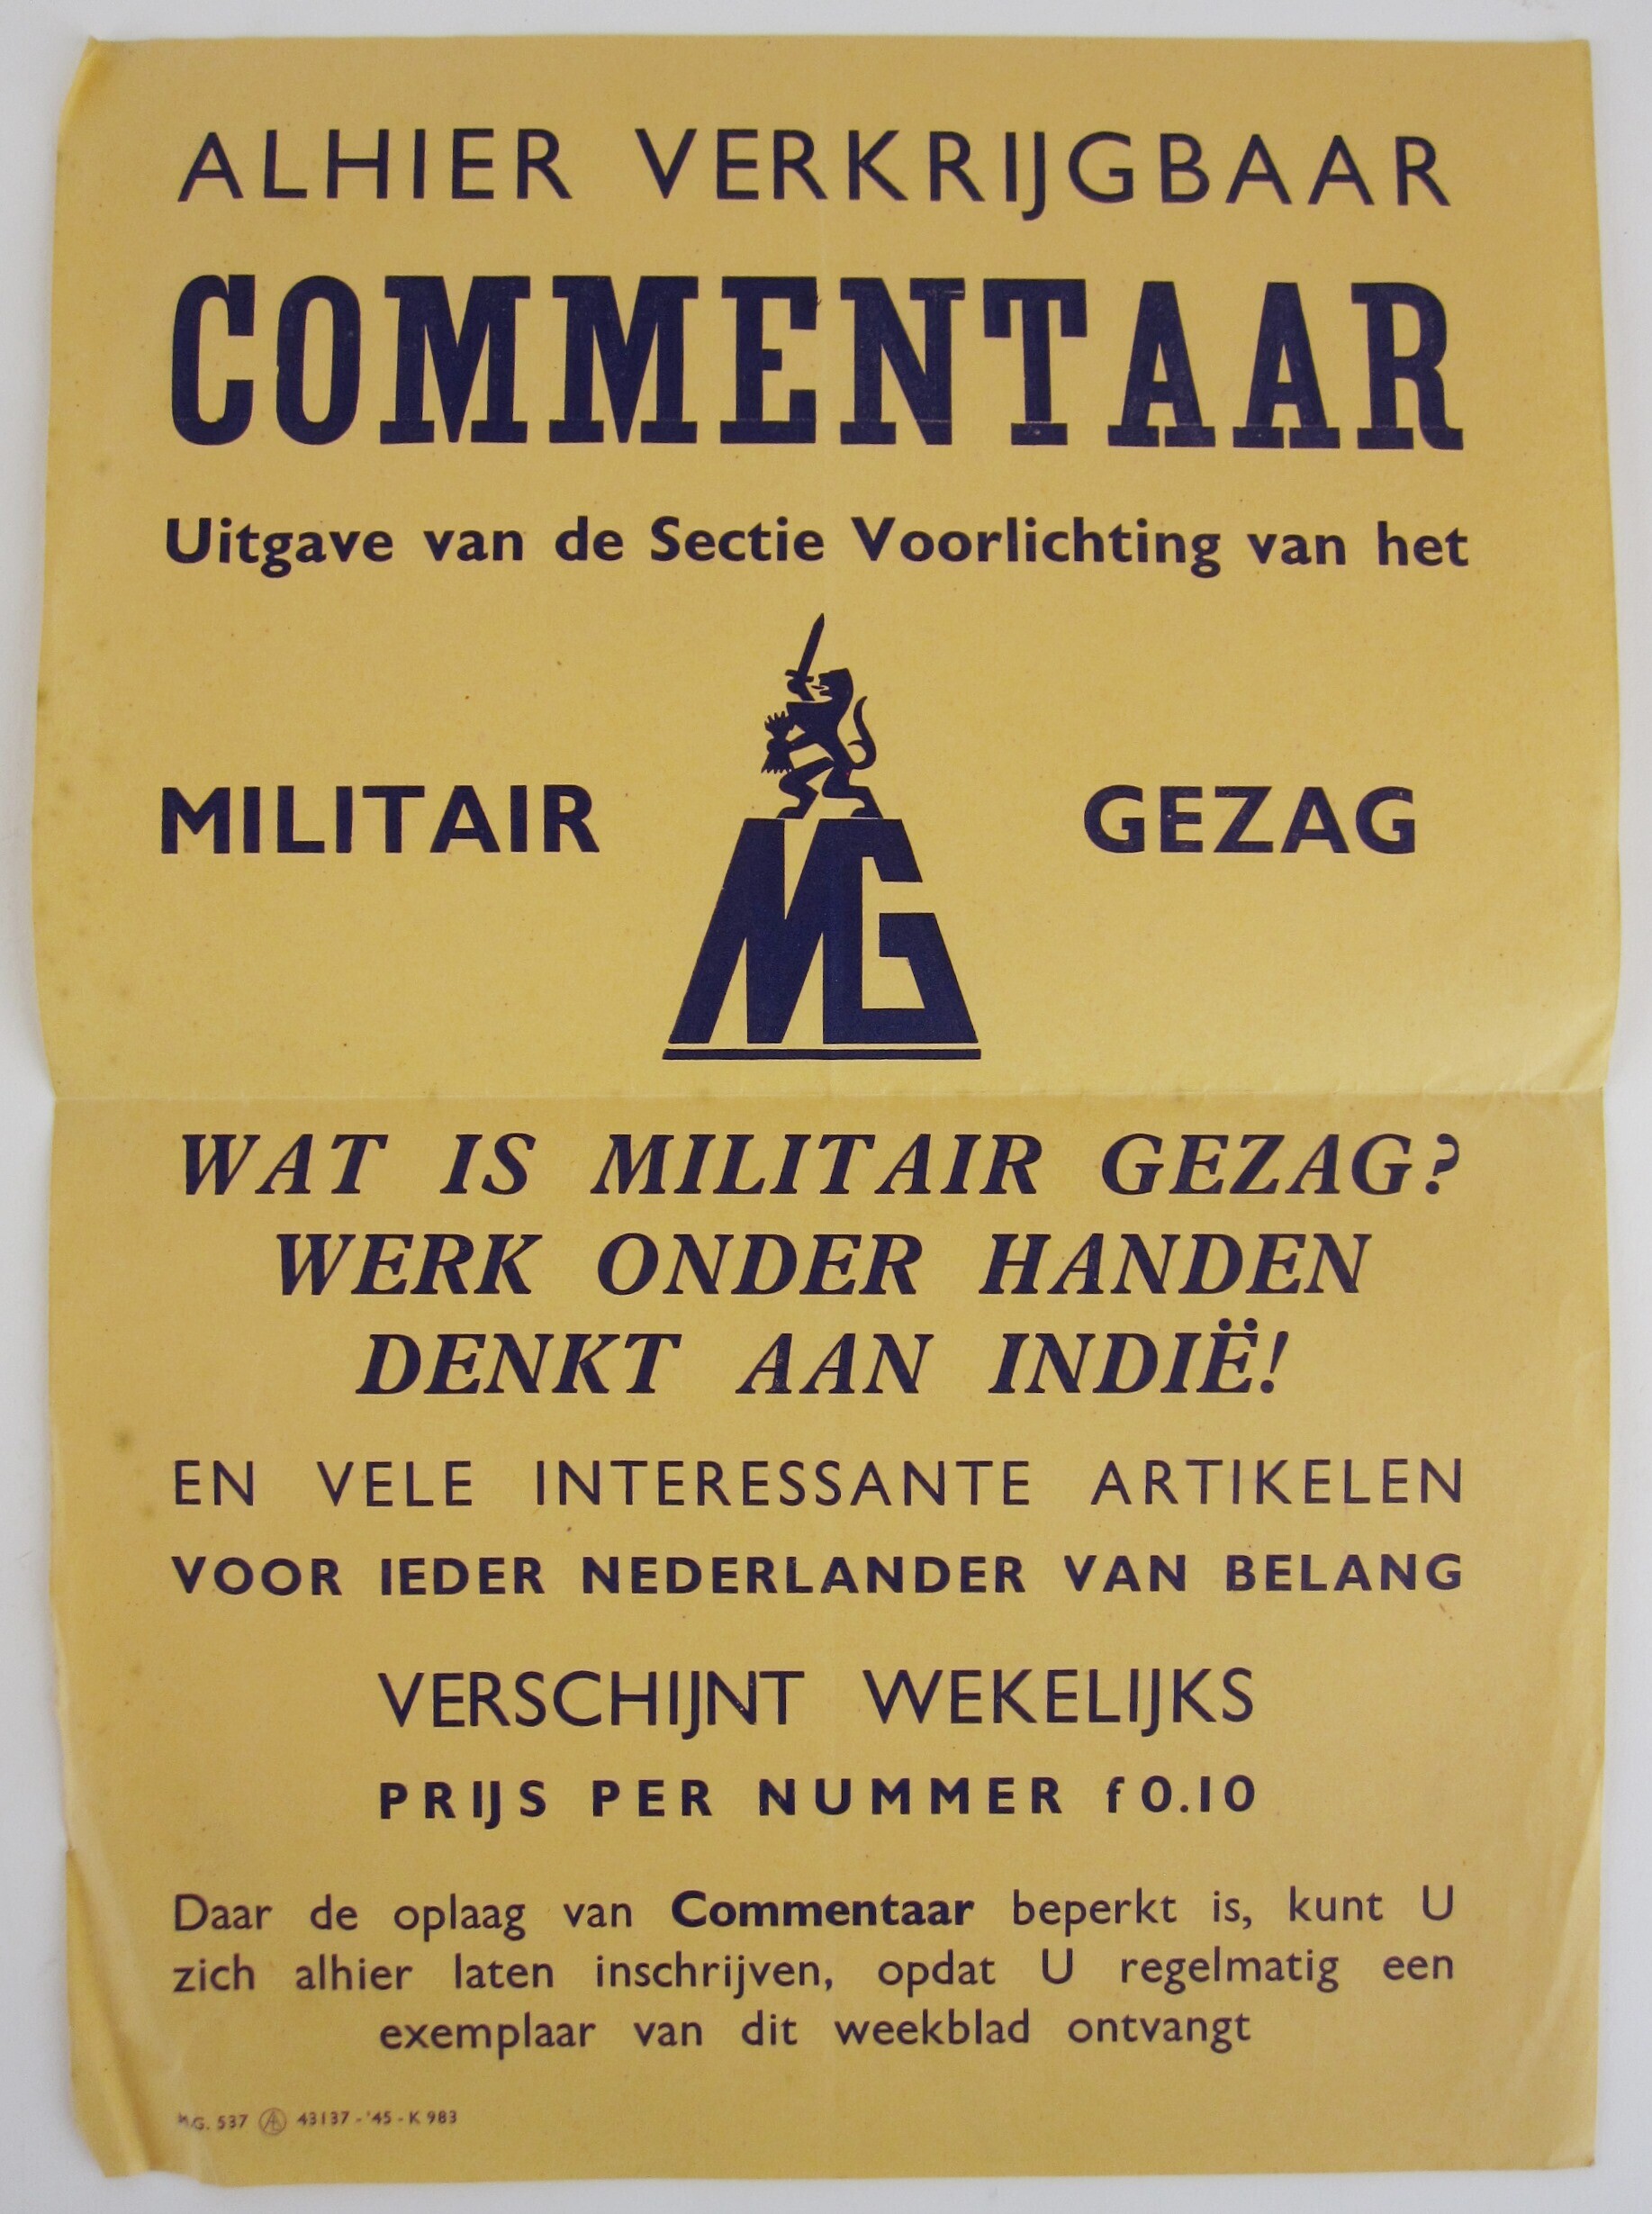 ALHIER VERKRIJGBAAR
COMMENTAAR
Uitgave van de Sectie Voorlichting van het
MILITAIR MG GEZAG
WAT IS MILITAIR GEZAG?
WERK ONDER HANDEN
DENKT AAN INDIË!
EN VELE INTERESSANTE ARTIKELEN
VOOR IEDER NEDERLANDER VAN BELANG
VERSCHIJNT WEKELIJKS
PRIJS PER NUMMER f 0.10
Daar de oplaag van Commentaar beperkt is, kunt U
zich alhier laten inschrijven, opdat U regelmatig een
exemplaar van dit weekblad ontvangt
M.G. 537 43137 - '45 - K 983